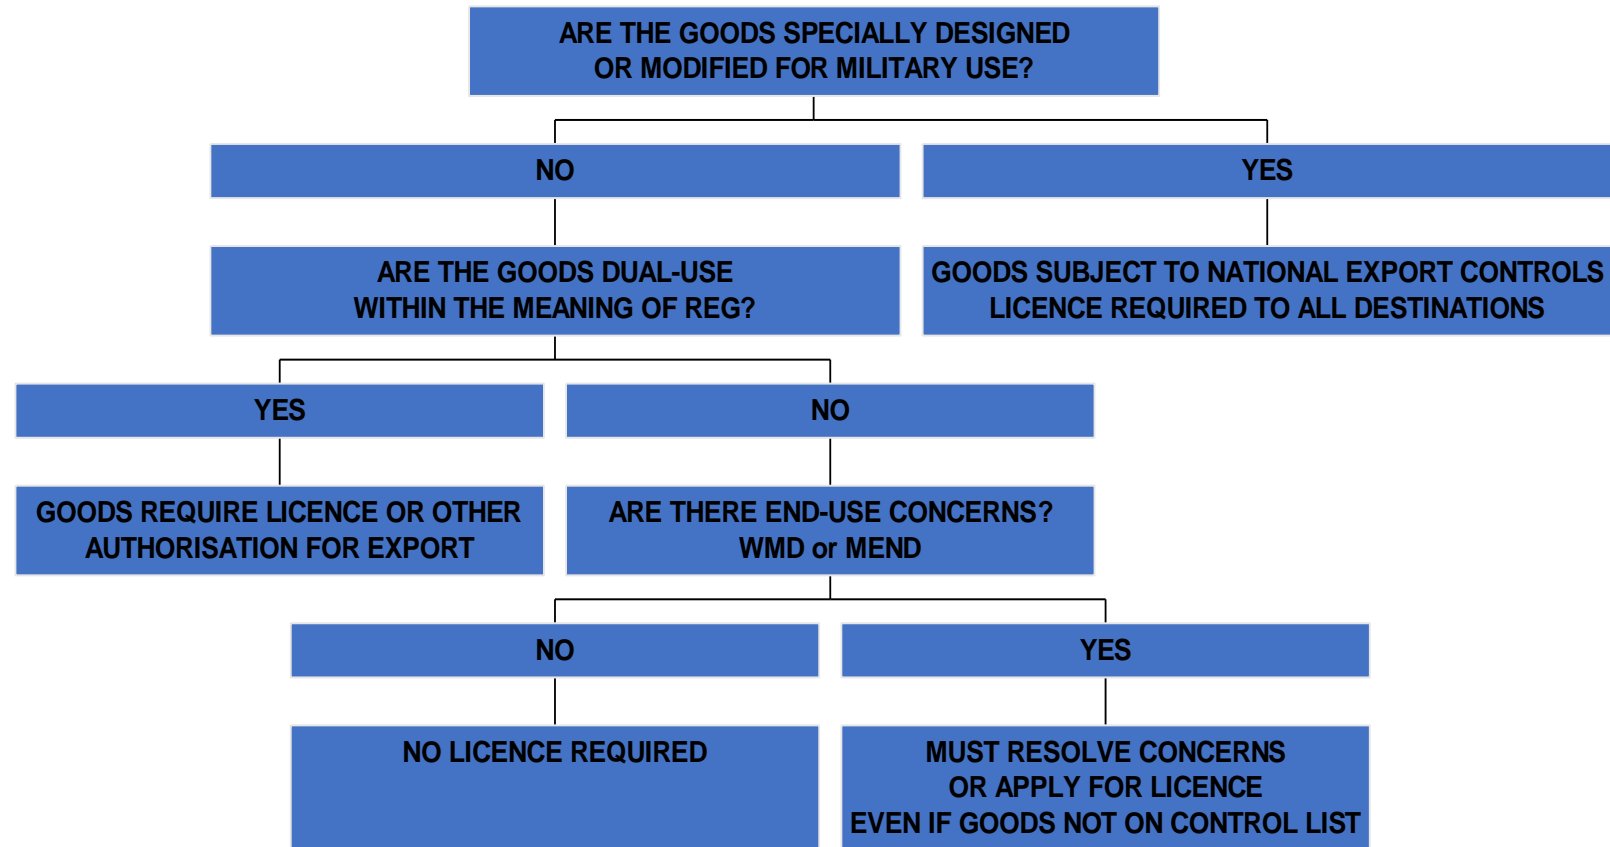 ARE THE GOODS SPECIALLY DESIGNED
OR MODIFIED FOR MILITARY USE?
NO
YES
ARE THE GOODS DUAL-USE
WITHIN THE MEANING OF REG?
GOODS SUBJECT TO NATIONAL EXPORT CONTROLS
LICENCE REQUIRED TO ALL DESTINATIONS
YES
NO
GOODS REQUIRE LICENCE OR OTHER
AUTHORISATION FOR EXPORT
ARE THERE END-USE CONCERNS?
WMD or MEND
NO
YES
NO LICENCE REQUIRED
MUST RESOLVE CONCERNS
OR APPLY FOR LICENCE
EVEN IF GOODS NOT ON CONTROL LIST